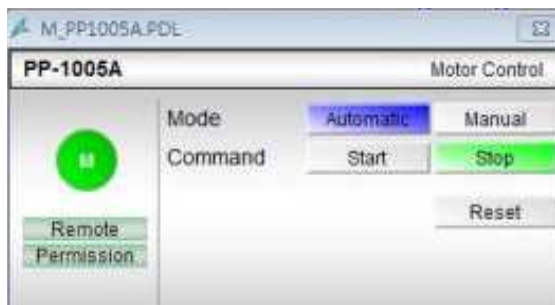 M_PP1005A.PDL
PP-1005A Motor Control
Mode Automatic Manual
M
Command Start Stop
Reset
Remote
Permission